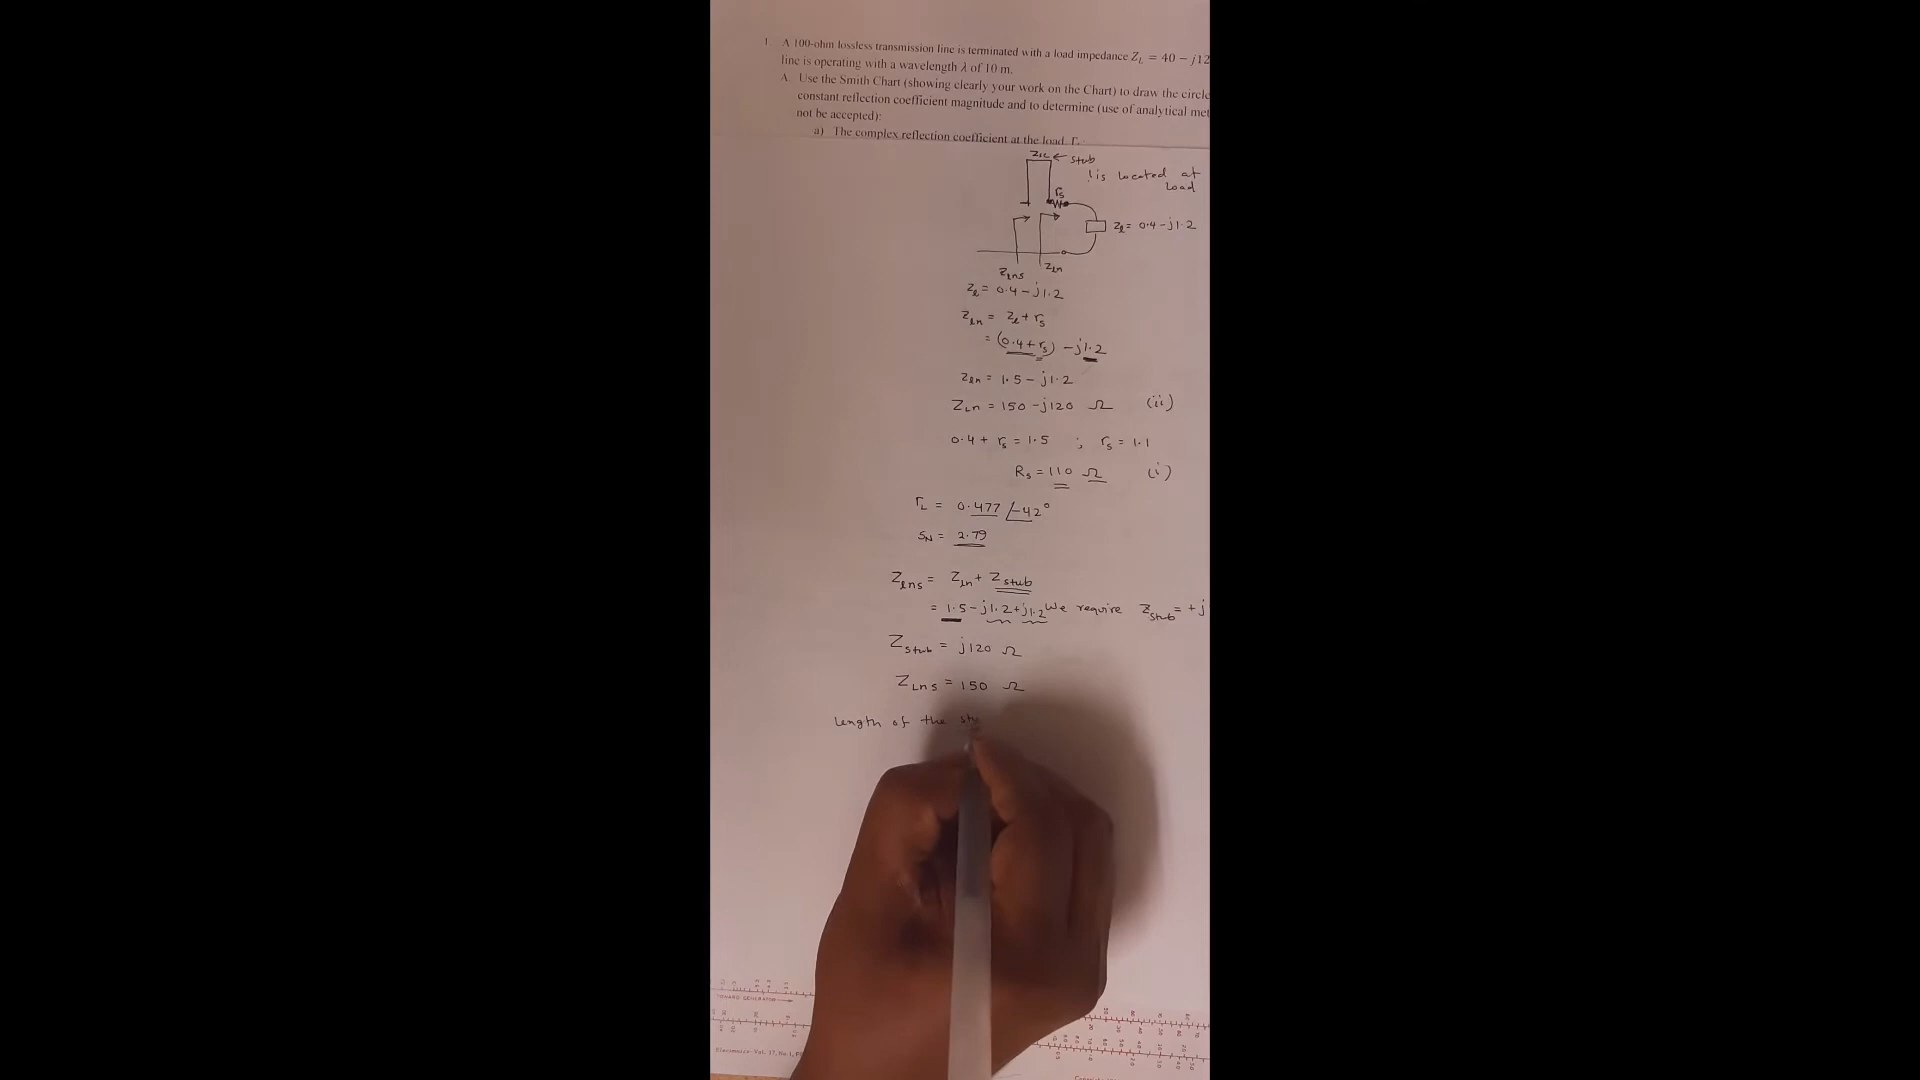 1. A 100-ohm lossless transmission line is terminated with a load impedance Z_L = 40 − j12
line is operating with a wavelength λ of 10 m.
A. Use the Smith Chart (showing clearly your work on the Chart) to draw the circle
constant reflection coefficient magnitude and to determine (use of analytical met
not be accepted):
a) The complex reflection coefficient at the load, Γ
← stub
is located at
Load
r_s
z_l = 0.4 − j1.2
z_lns z_ln
z_l = 0.4 − j1.2
z_ln = z_l + r_s
= (0.4 + r_s) − j1.2
z_ln = 1.5 − j1.2
Z_Ln = 150 − j120 Ω (ii)
0.4 + r_s = 1.5 ; r_s = 1.1
R_s = 110 Ω (i)
Γ_L = 0.477 ∠−42°
S_N = 2.79
z_lns = z_ln + z_stub
= 1.5 − j1.2 + j1.2 We require z_stub = + j
Z_stub = j120 Ω
Z_Lns = 150 Ω
Length of the st
TOWARD GENERATOR